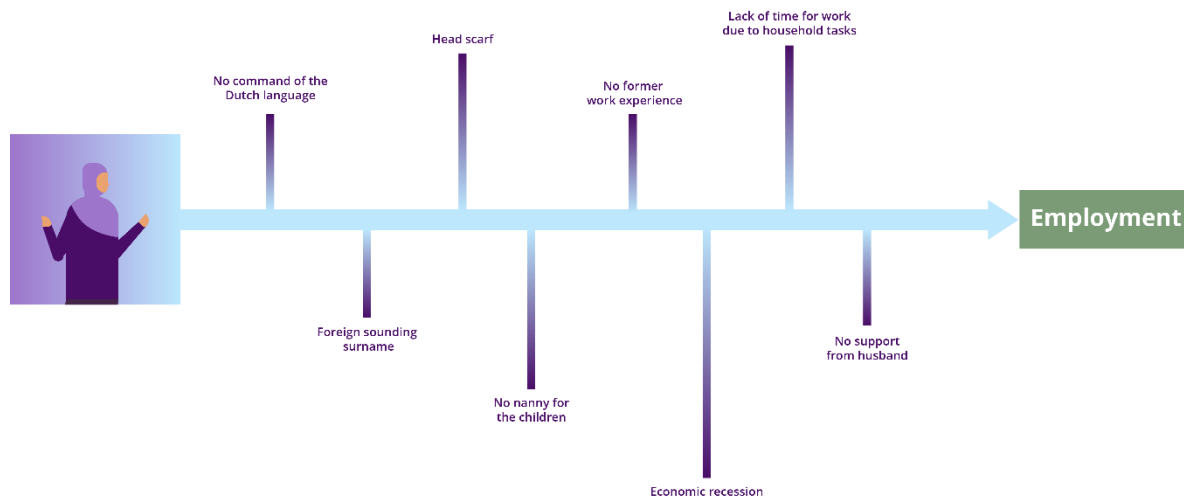 Lack of time for work
due to household tasks
Head scarf
No command of the
Dutch language
No former
work experience
Employment
Foreign sounding
surname
No support
from husband
No nanny for
the children
Economic recession